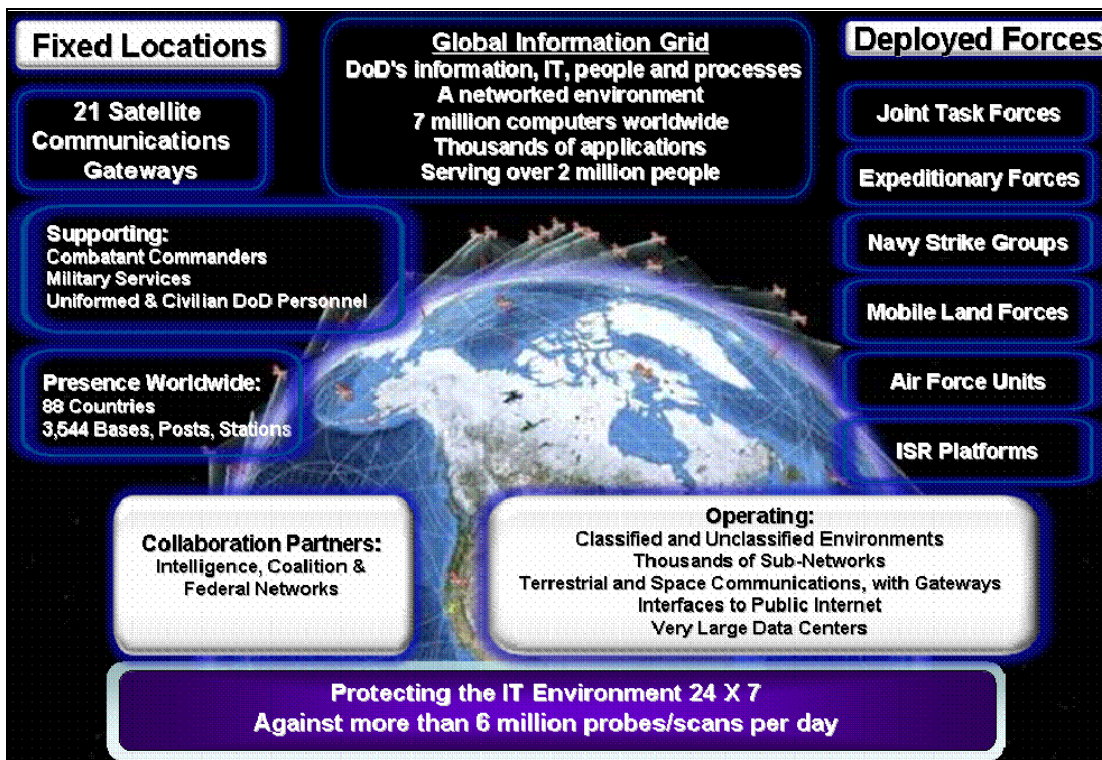 Fixed Locations
21 Satellite
Communications
Gateways
Supporting:
Combatant Commanders
Military Services
Uniformed & Civilian DoD Personnel
Presence Worldwide:
88 Countries
3,544 Bases, Posts, Stations
Global Information Grid
DoD's information, IT, people and processes
A networked environment
7 million computers worldwide
Thousands of applications
Serving over 2 million people
Deployed Forces
Joint Task Forces
Expeditionary Forces
Navy Strike Groups
Mobile Land Forces
Air Force Units
ISR Platforms
Collaboration Partners:
Intelligence, Coalition &
Federal Networks
Operating:
Classified and Unclassified Environments
Thousands of Sub-Networks
Terrestrial and Space Communications, with Gateways
Interfaces to Public Internet
Very Large Data Centers
Protecting the IT Environment 24 X 7
Against more than 6 million probes/scans per day